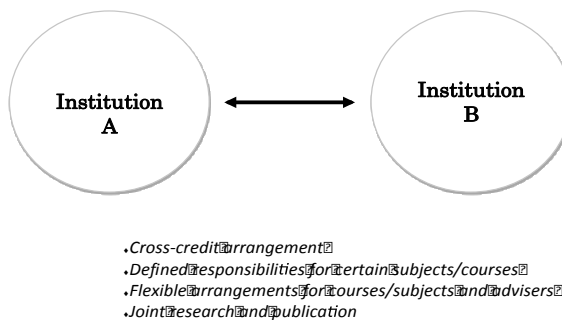 Institution
A
Institution
B
•Cross-credit arrangement
•Defined responsibilities for certain subjects/courses
•Flexible arrangements for courses/subjects and advisers
•Joint research and publication